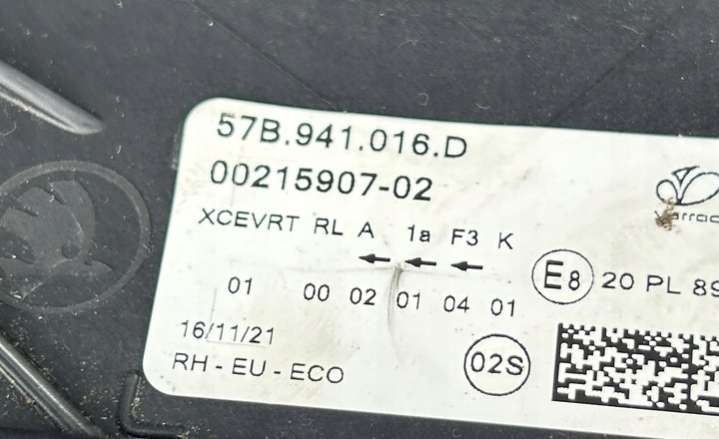 57B.941.016.D
00215907-02
XCEVRT RL A 1a F3 K
E8 20 PL 89
01 00 02 01 04 01
16/11/21
RH - EU - ECO
02S